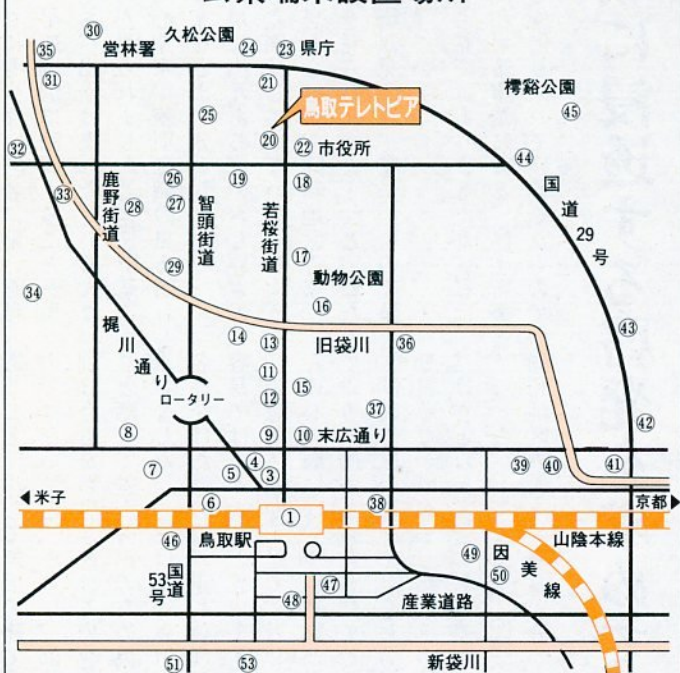 ㉚
久松公園
㉟
営林署
㉔
㉓
県庁
㉛
㉑
樗谿公園
㉕
鳥取テレトピア
㊺
⑳
㉜
㉒
市役所
㊹
㉝
鹿野街道
㉘
㉖
㉗
智頭街道
⑲
若桜街道
⑱
国道29号
⑰
㉙
動物公園
㉞
⑯
梶川通り
⑭
⑬
旧袋川
㊱
㊸
⑪
⑮
ロータリー
⑫
㊲
㊷
⑧
⑨
⑩
末広通り
⑦
⑤
④
③
㊴
㊵
㊶
米子
⑥
①
㊳
京都
㊻
鳥取駅
㊾
因美線
山陰本線
国道53号
㊼
㊿
㊽
産業道路
51
53
新袋川